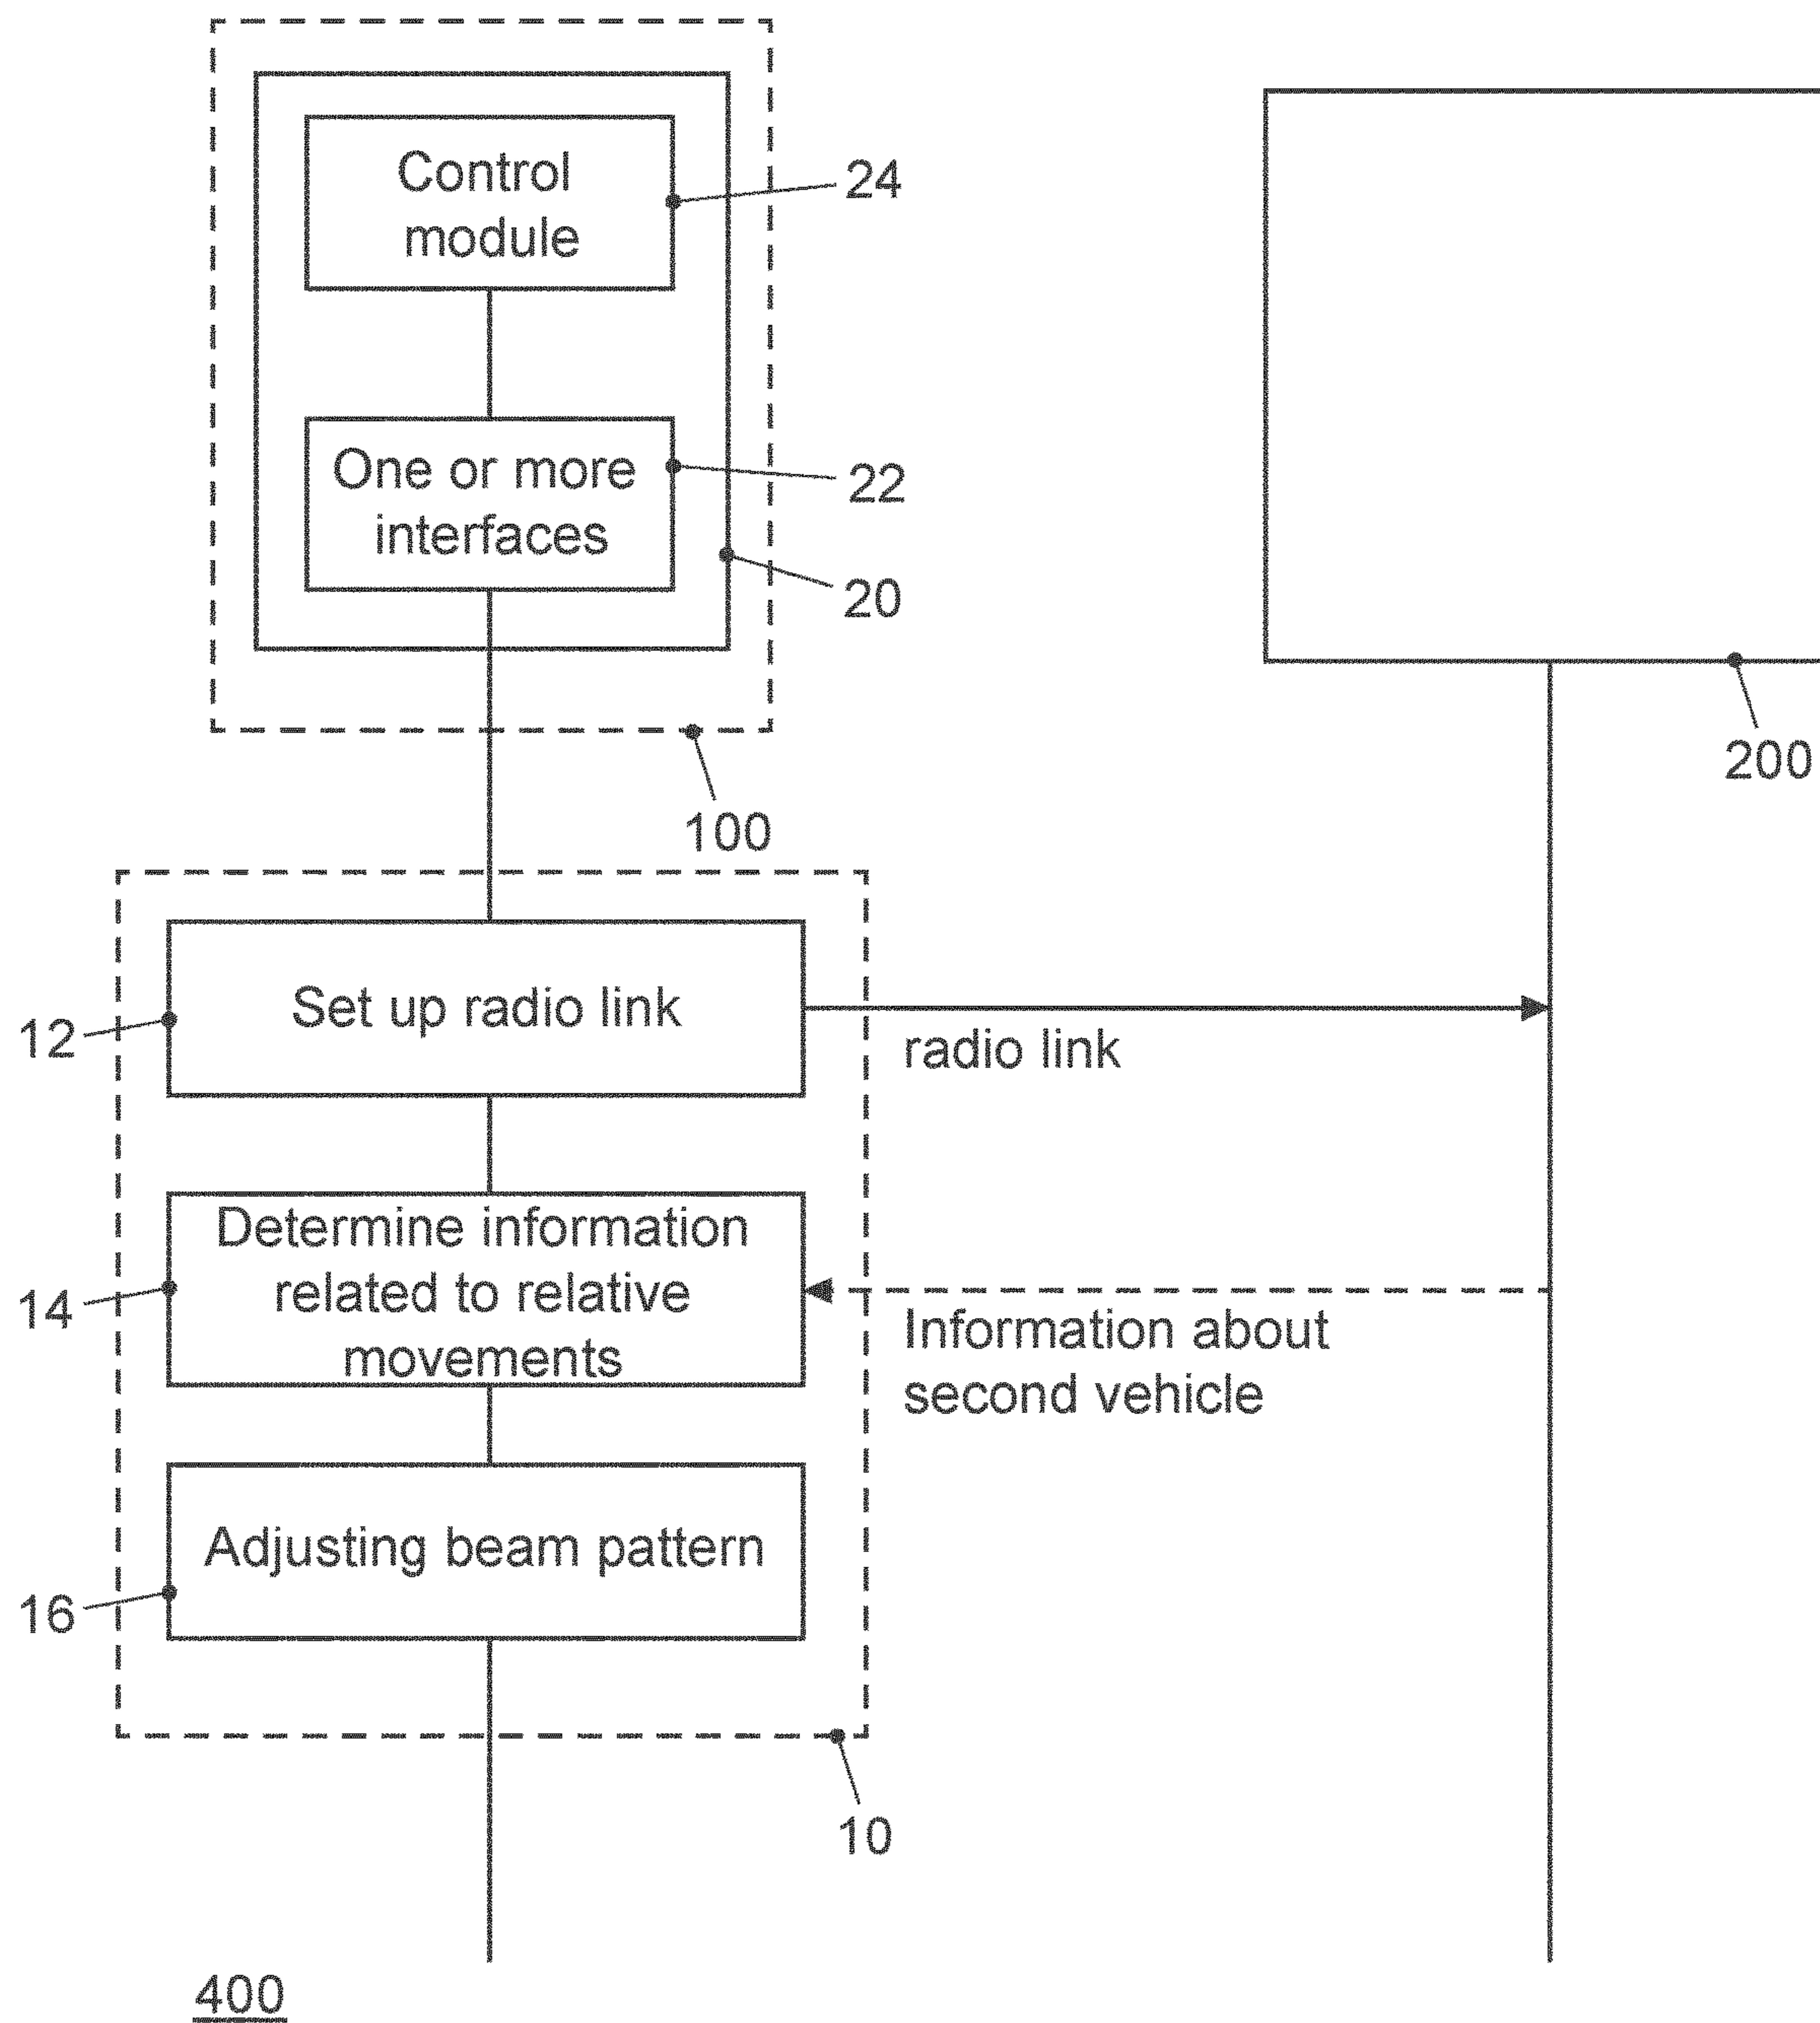 Control
module
24
One or more
interfaces
22
20
200
100
Set up radio link
12
radio link
Determine information
related to relative
movements
14
Information about
second vehicle
Adjusting beam pattern
16
10
400